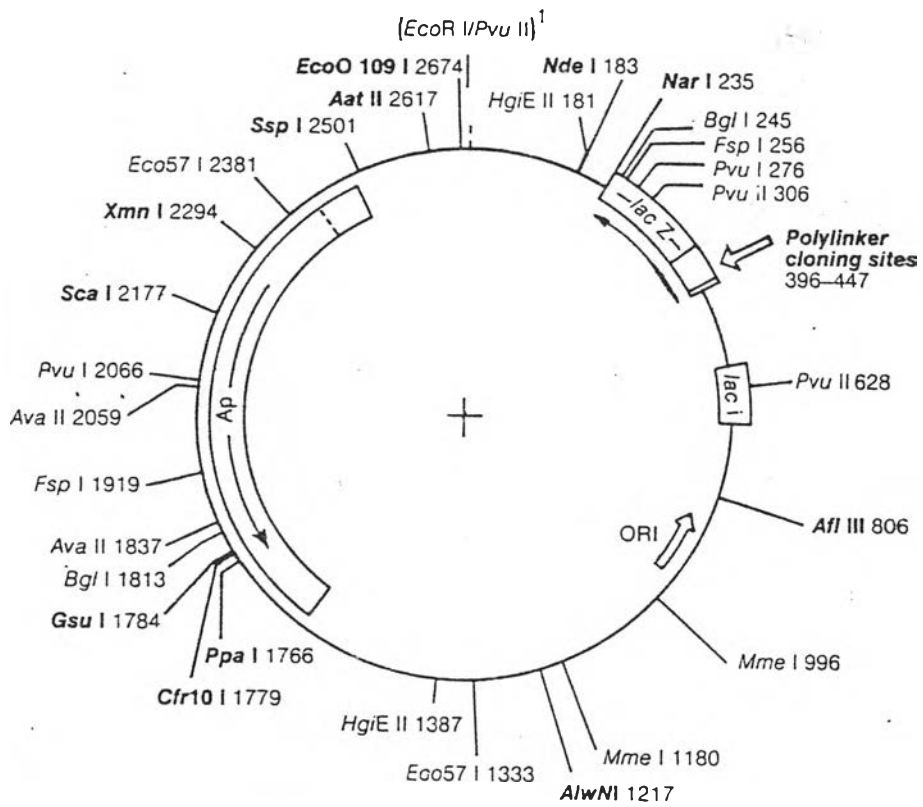 (EcoR I/Pvu II)¹
EcoO 109 I 2674
Nde I 183
Nar I 235
Aat II 2617
HgiE II 181
Ssp I 2501
Bgl I 245
Fsp I 256
Eco57 I 2381
Pvu I 276
Pvu II 306
Xmn I 2294
lac Z
Polylinker
cloning sites
396–447
Sca I 2177
Pvu I 2066
lac i
Pvu II 628
Ava II 2059
Ap
Fsp I 1919
Afl III 806
ORI
Ava II 1837
Bgl I 1813
Gsu I 1784
Ppa I 1766
Mme I 996
Cfr10 I 1779
HgiE II 1387
Mme I 1180
Eco57 I 1333
AlwNI 1217